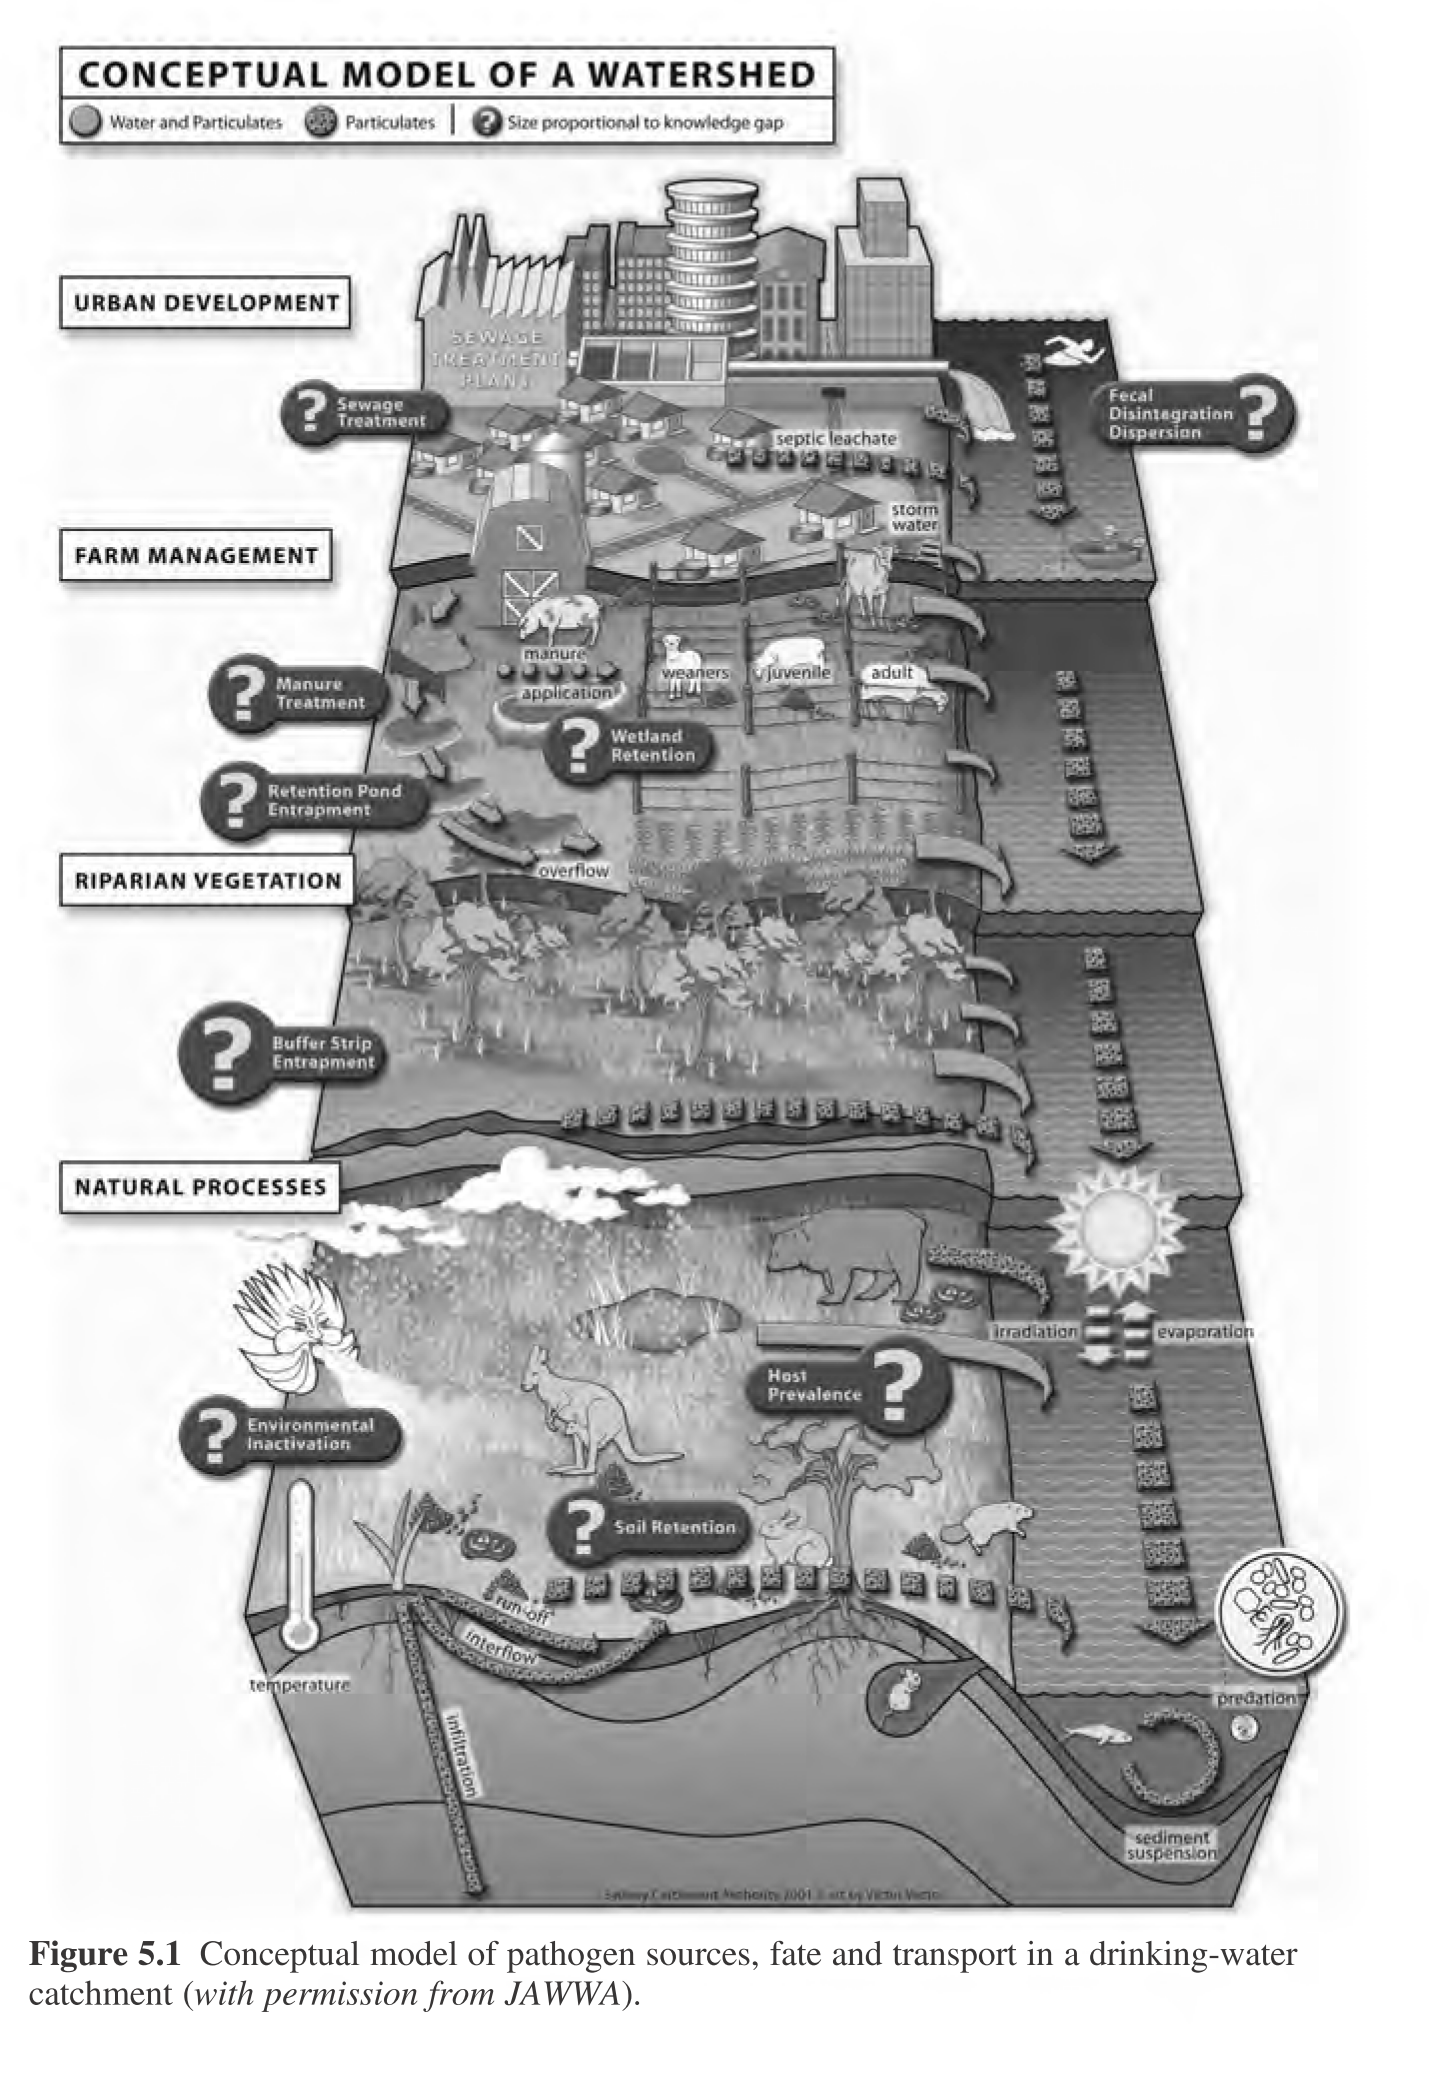 CONCEPTUAL MODEL OF A WATERSHED
Water and Particulates
Particulates
?
Size proportional to knowledge gap
URBAN DEVELOPMENT
SEWAGE
TREATMENT
PLANT
?
Sewage
Treatment
Fecal
Disintegration
Dispersion
?
septic leachate
storm
water
FARM MANAGEMENT
manure
application
weaners
juvenile
adult
?
Manure
Treatment
?
Wetland
Retention
?
Retention Pond
Entrapment
overflow
RIPARIAN VEGETATION
?
Buffer Strip
Entrapment
NATURAL PROCESSES
irradiation
evaporation
Host
Prevalence
?
?
Environmental
Inactivation
?
Soil Retention
run-off
interflow
temperature
infiltration
predation
sediment
suspension
Sydney Catchment Authority 2001
Figure 5.1 Conceptual model of pathogen sources, fate and transport in a drinking-water
catchment (with permission from JAWWA).